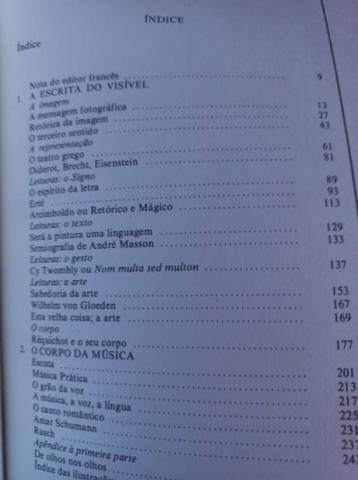 ÍNDICE
Índice
Nota do editor francês 9
1. A ESCRITA DO VISÍVEL
A imagem
A mensagem fotográfica 13
Retórica da imagem 27
O terceiro sentido 43
A representação
O teatro grego 61
Diderot, Brecht, Eisenstein 81
Leituras: o Signo
O espírito da letra 89
Erté 93
Arcimboldo ou Retórico e Mágico 113
Leituras: o texto
Será a pintura uma linguagem 129
Semiografia de André Masson 133
Leituras: o gesto
Cy Twombly ou Nom multa sed multon 137
Leituras: a arte
Sabedoria da arte 153
Wilhelm von Gloeden 167
Esta velha coisa; a arte 169
O corpo
Réquichot e o seu corpo 177
2. O CORPO DA MÚSICA
Escuta 201
Música Prática 213
O grão da voz 217
A música, a voz, a língua 225
O canto romântico 231
Amar Schumann 237
Rasch 243
Apêndice à primeira parte
De olhos nos olhos
Índice das ilustrações